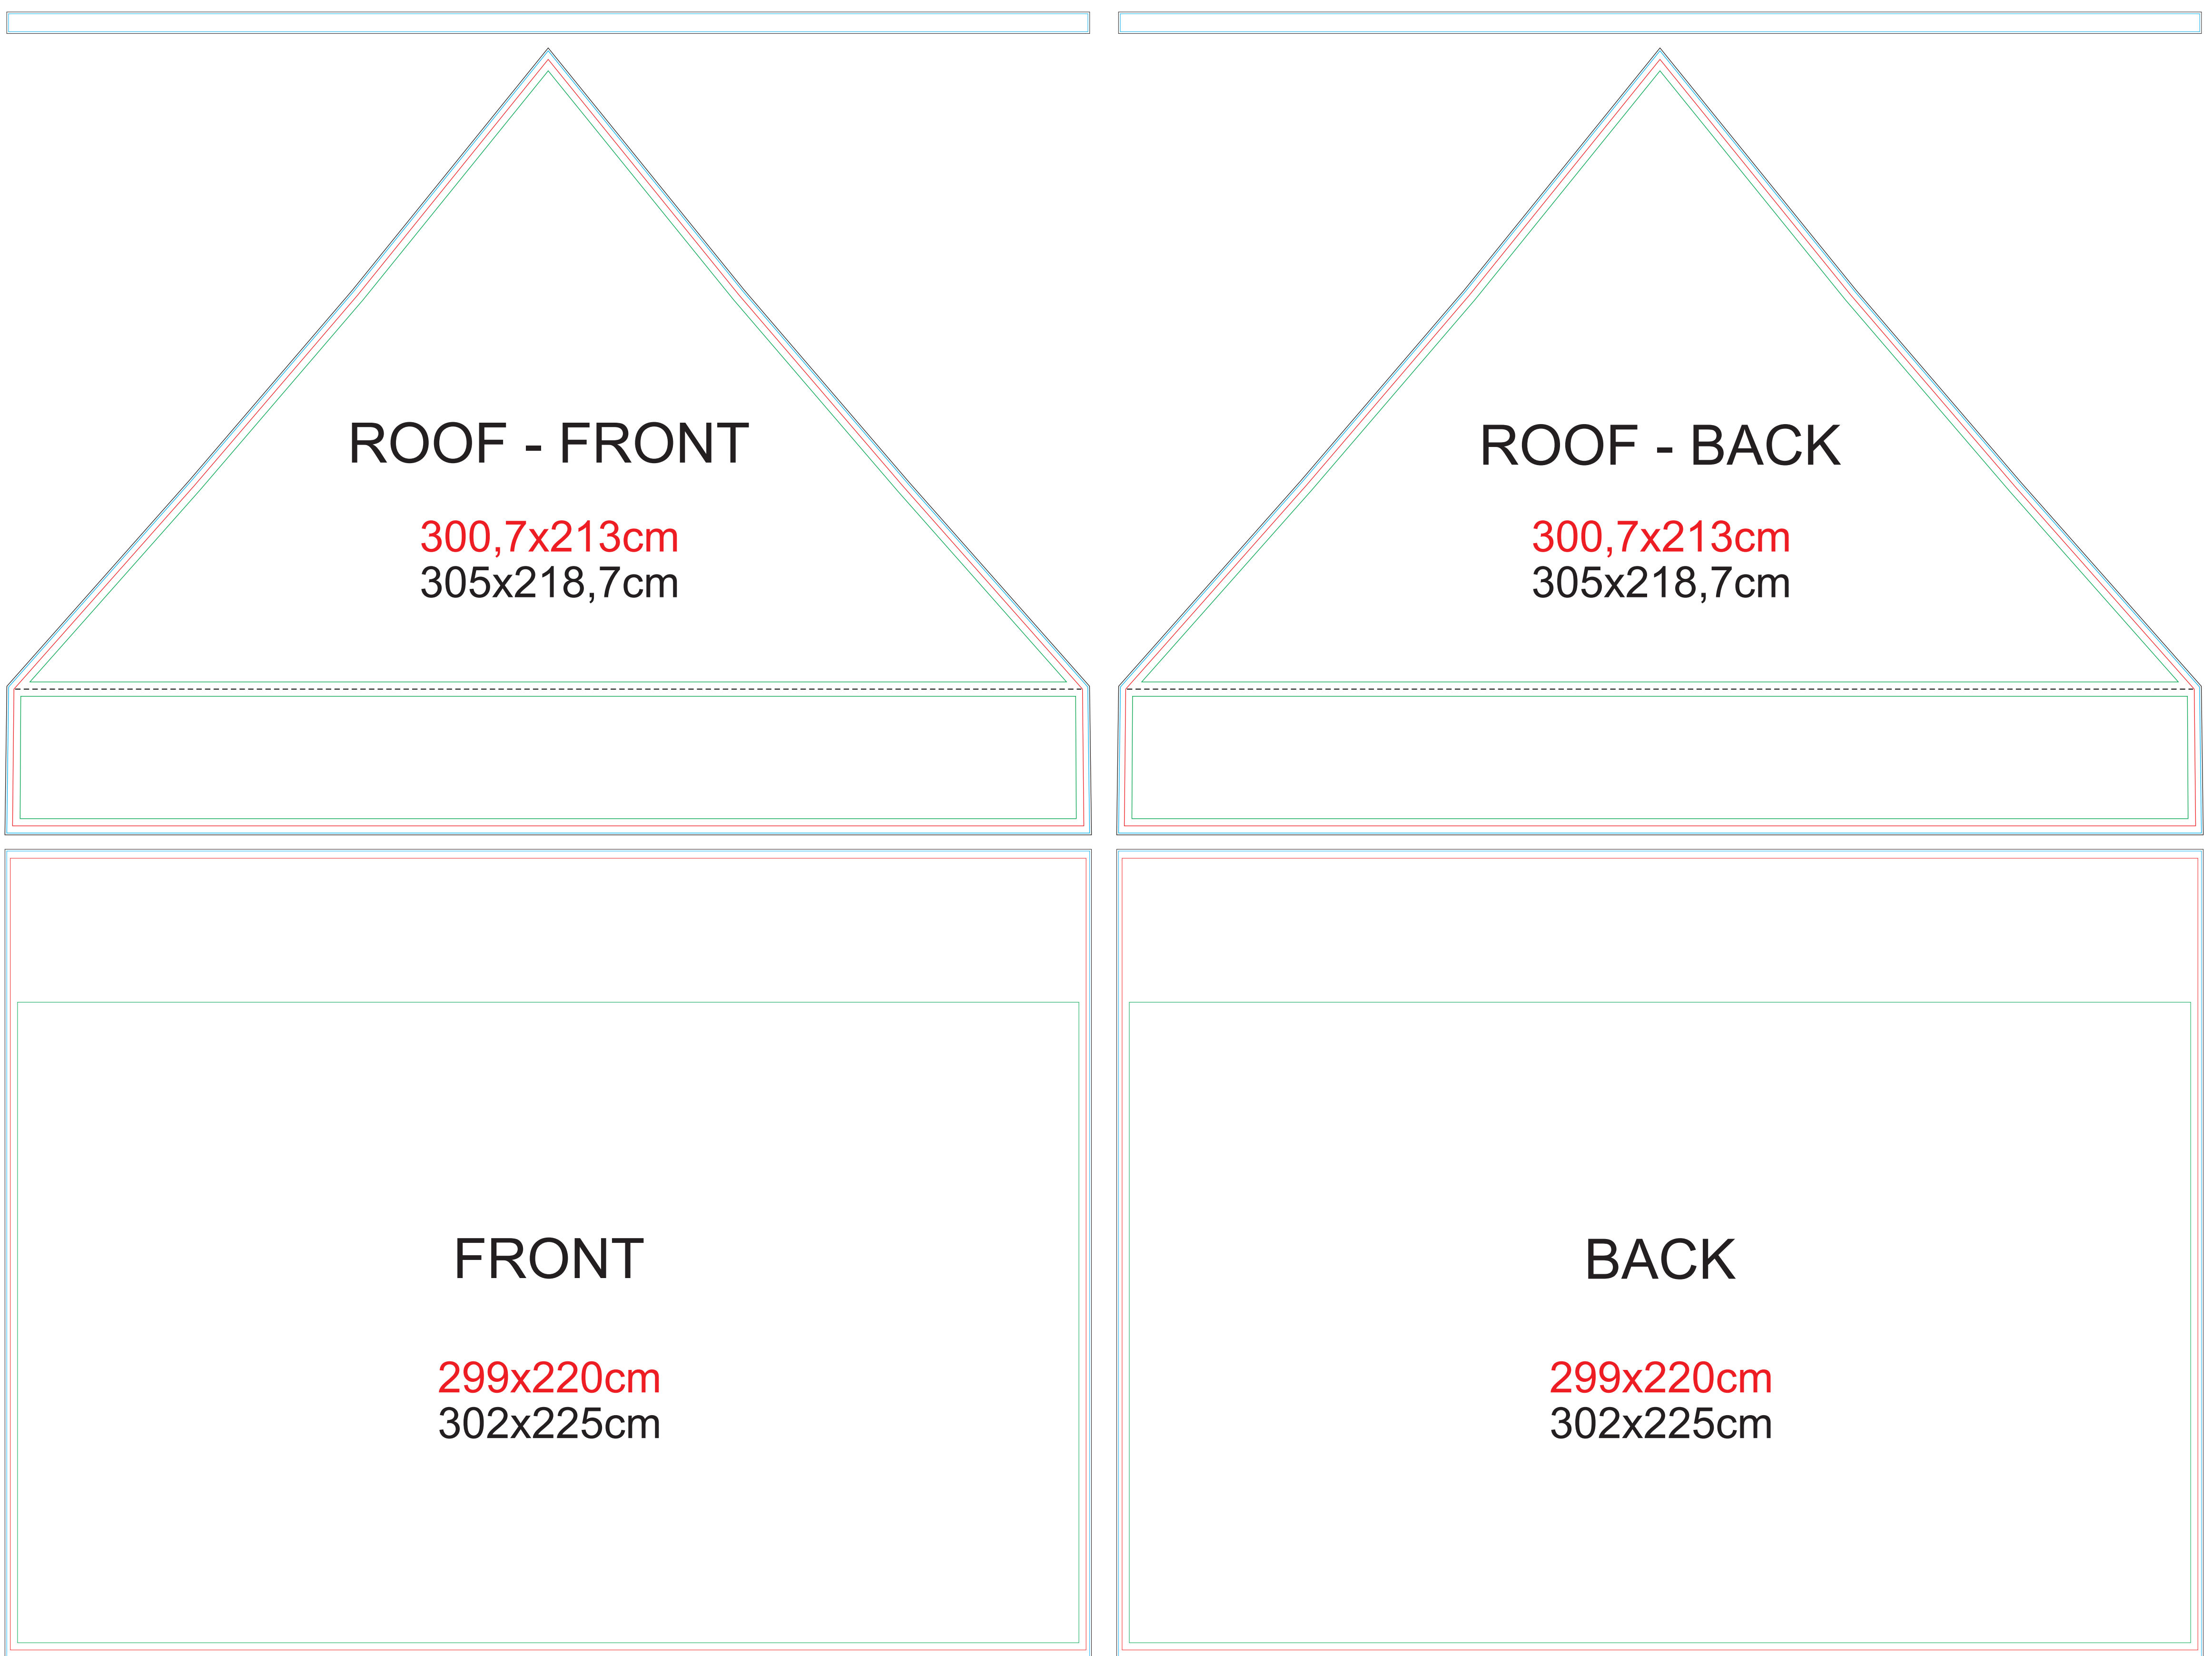 ROOF - FRONT
300,7x213cm
305x218,7cm
ROOF - BACK
300,7x213cm
305x218,7cm
FRONT
299x220cm
302x225cm
BACK
299x220cm
302x225cm